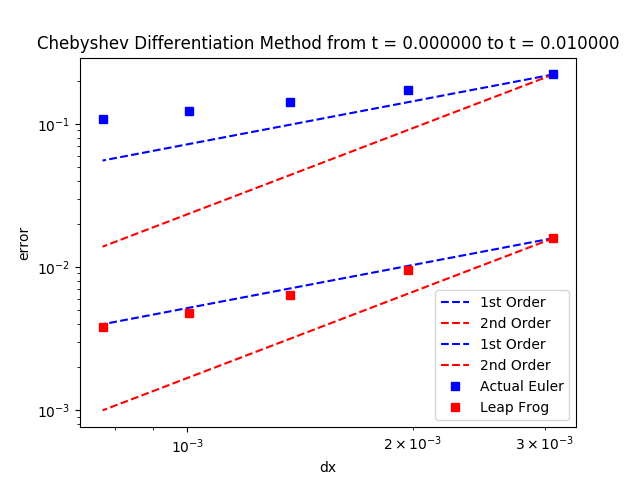 Chebyshev Differentiation Method from t = 0.000000 to t = 0.010000
10⁻¹
10⁻²
10⁻³
error
10⁻³
2 × 10⁻³
3 × 10⁻³
dx
1st Order
2nd Order
1st Order
2nd Order
Actual Euler
Leap Frog